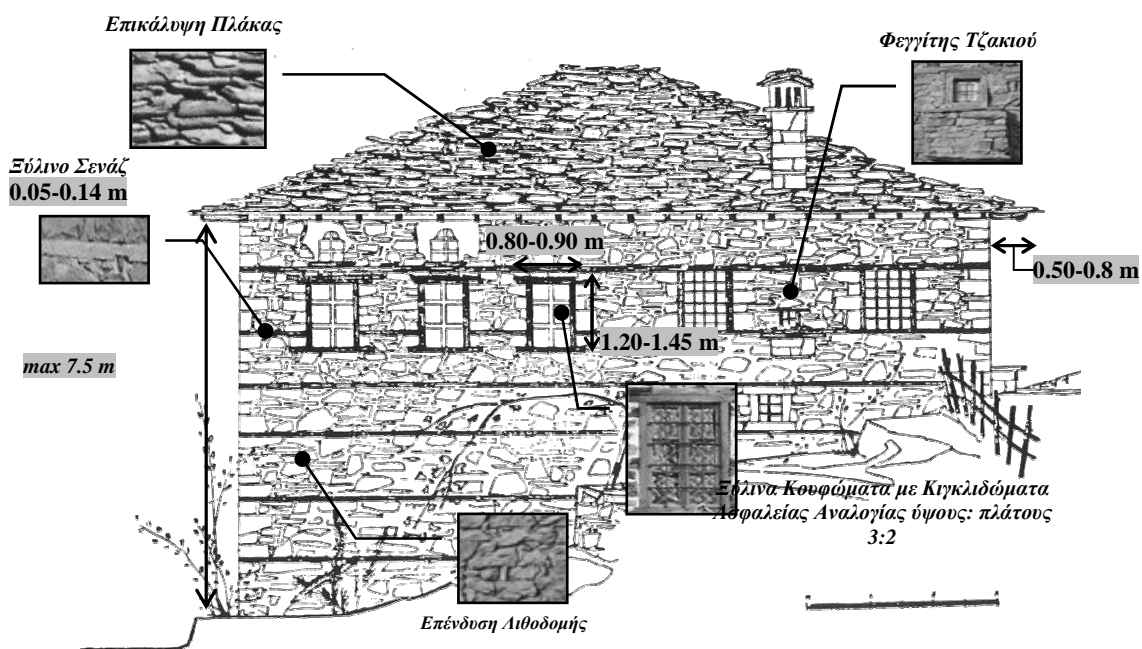 Επικάλυψη Πλάκας
Φεγγίτης Τζακιού
Ξύλινο Σενάζ
0.05-0.14 m
0.80-0.90 m
0.50-0.8 m
1.20-1.45 m
max 7.5 m
Ξύλινα Κουφώματα με Κιγκλιδώματα
Ασφαλείας Αναλογίας ύψους: πλάτους
3:2
Επένδυση Λιθοδομής